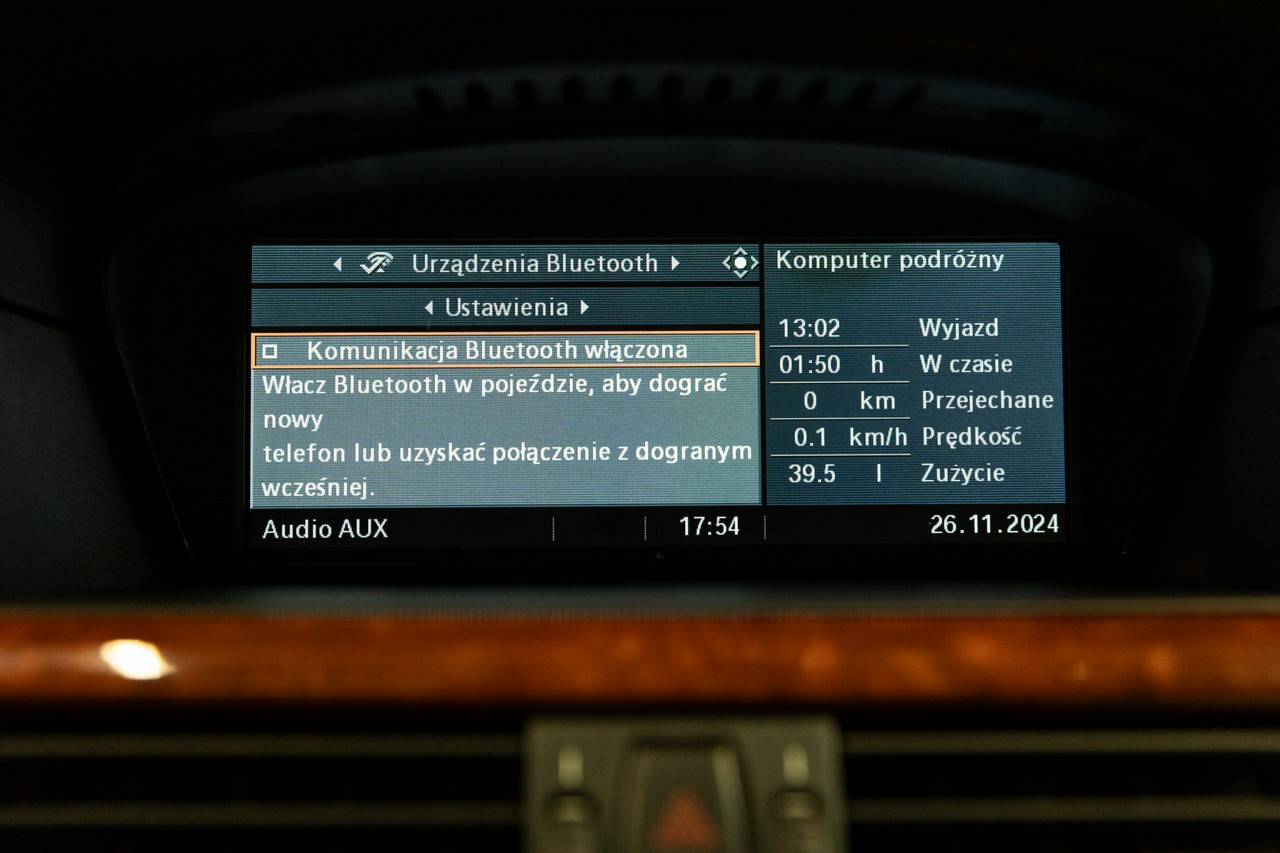 Urządzenia Bluetooth
Ustawienia
Komunikacja Bluetooth włączona
Włacz Bluetooth w pojeździe, aby dograć
nowy
telefon lub uzyskać połączenie z dogranym
wcześniej.
Komputer podróżny
13:02 Wyjazd
01:50 h W czasie
0 km Przejechane
0.1 km/h Prędkość
39.5 l Zużycie
Audio AUX 17:54 26.11.2024